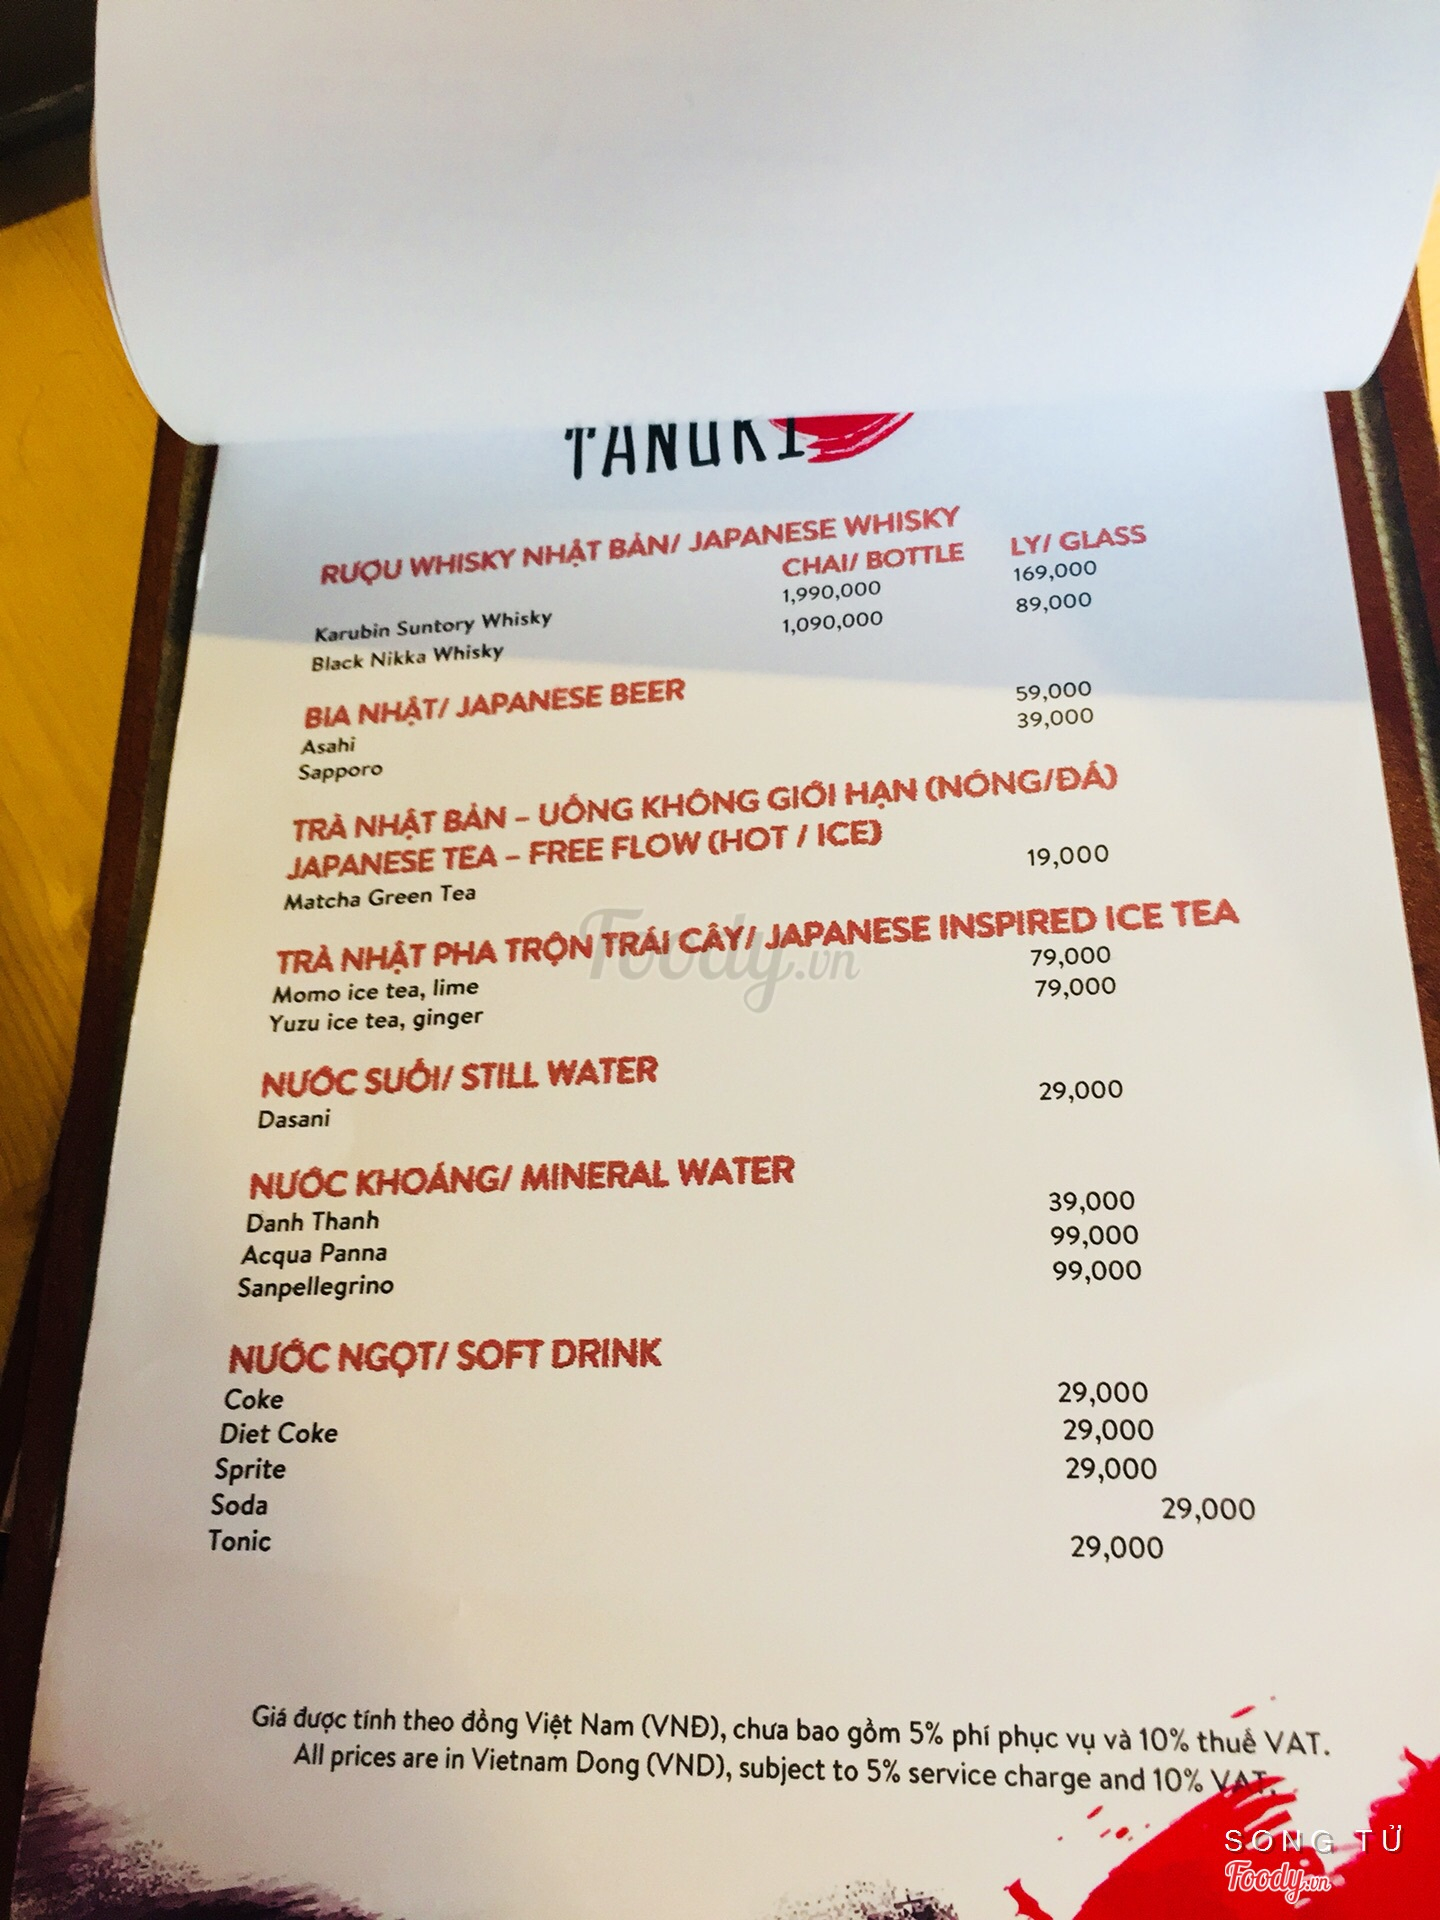 TANUKI
RƯỢU WHISKY NHẬT BẢN/ JAPANESE WHISKY
CHAI/ BOTTLE LY/ GLASS
Karubin Suntory Whisky 1,990,000 169,000
Black Nikka Whisky 1,090,000 89,000
BIA NHẬT/ JAPANESE BEER
Asahi 59,000
Sapporo 39,000
TRÀ NHẬT BẢN – UỐNG KHÔNG GIỚI HẠN (NÓNG/ĐÁ)
JAPANESE TEA – FREE FLOW (HOT / ICE)
Matcha Green Tea 19,000
TRÀ NHẬT PHA TRỘN TRÁI CÂY/ JAPANESE INSPIRED ICE TEA
Momo ice tea, lime 79,000
Yuzu ice tea, ginger 79,000
Foody.vn
NƯỚC SUỐI/ STILL WATER
Dasani 29,000
NƯỚC KHOÁNG/ MINERAL WATER
Danh Thanh 39,000
Acqua Panna 99,000
Sanpellegrino 99,000
NƯỚC NGỌT/ SOFT DRINK
Coke 29,000
Diet Coke 29,000
Sprite 29,000
Soda 29,000
Tonic 29,000
Giá được tính theo đồng Việt Nam (VNĐ), chưa bao gồm 5% phí phục vụ và 10% thuế VAT.
All prices are in Vietnam Dong (VND), subject to 5% service charge and 10% VAT.
SONG TỬ
Foody.vn